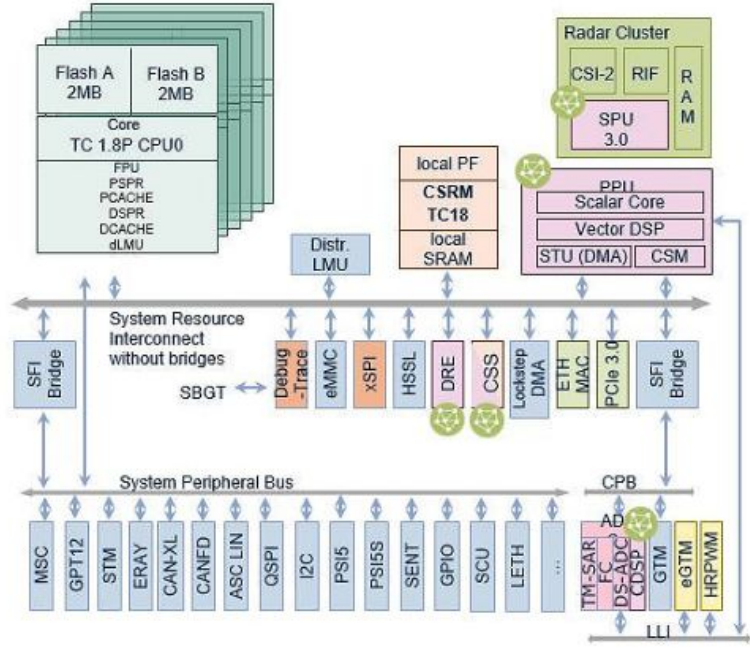 Radar Cluster
Flash A
2MB
Flash B
2MB
CSI-2
RIF
RAM
SPU
3.0
Core
TC 1.8P CPU0
FPU
PSPR
PCACHE
DSPR
DCACHE
dLMU
local PF
CSRM
TC18
local
SRAM
PPU
Scalar Core
Vector DSP
STU (DMA)
CSM
Distr.
LMU
System Resource
Interconnect
without bridges
SFI
Bridge
SBGT
Debug
-Trace
eMMC
xSPI
HSSL
DRE
CSS
Lockstep
DMA
ETH
MAC
PCIe 3.0
SFI
Bridge
System Peripheral Bus
CPB
MSC
GPT12
STM
ERAY
CAN-XL
CANFD
ASC LIN
QSPI
I2C
PSI5
PSI5S
SENT
GPIO
SCU
LETH
...
AD
TM-SAR
FC
DS-ADC
CDSP
GTM
eGTM
HRPWM
LLI